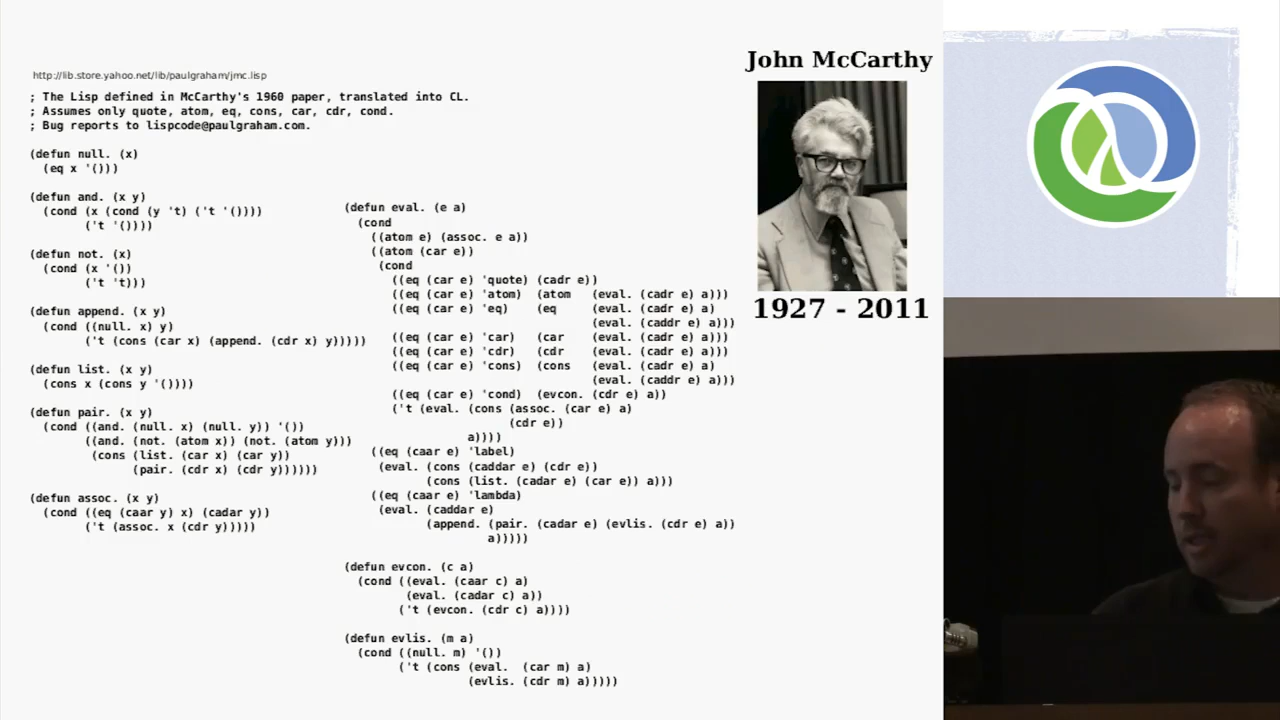 http://lib.store.yahoo.net/lib/paulgraham/jmc.lisp
; The Lisp defined in McCarthy's 1960 paper, translated into CL.
; Assumes only quote, atom, eq, cons, car, cdr, cond.
; Bug reports to lispcode@paulgraham.com.
(defun null. (x)
(eq x '()))
(defun and. (x y)
(cond (x (cond (y 't) ('t '())))
('t '())))
(defun not. (x)
(cond (x '())
('t 't)))
(defun append. (x y)
(cond ((null. x) y)
('t (cons (car x) (append. (cdr x) y)))))
(defun list. (x y)
(cons x (cons y '())))
(defun pair. (x y)
(cond ((and. (null. x) (null. y)) '())
((and. (not. (atom x)) (not. (atom y)))
(cons (list. (car x) (car y))
(pair. (cdr x) (cdr y))))))
(defun assoc. (x y)
(cond ((eq (caar y) x) (cadar y))
('t (assoc. x (cdr y)))))
(defun eval. (e a)
(cond
((atom e) (assoc. e a))
((atom (car e))
(cond
((eq (car e) 'quote) (cadr e))
((eq (car e) 'atom) (atom (eval. (cadr e) a)))
((eq (car e) 'eq) (eq (eval. (cadr e) a)
(eval. (caddr e) a)))
((eq (car e) 'car) (car (eval. (cadr e) a)))
((eq (car e) 'cdr) (cdr (eval. (cadr e) a)))
((eq (car e) 'cons) (cons (eval. (cadr e) a)
(eval. (caddr e) a)))
((eq (car e) 'cond) (evcon. (cdr e) a))
('t (eval. (cons (assoc. (car e) a)
(cdr e))
a))))
((eq (caar e) 'label)
(eval. (cons (caddar e) (cdr e))
(cons (list. (cadar e) (car e)) a)))
((eq (caar e) 'lambda)
(eval. (caddar e)
(append. (pair. (cadar e) (evlis. (cdr e) a))
a)))))
(defun evcon. (c a)
(cond ((eval. (caar c) a)
(eval. (cadar c) a))
('t (evcon. (cdr c) a))))
(defun evlis. (m a)
(cond ((null. m) '())
('t (cons (eval. (car m) a)
(evlis. (cdr m) a)))))
John McCarthy
1927 - 2011